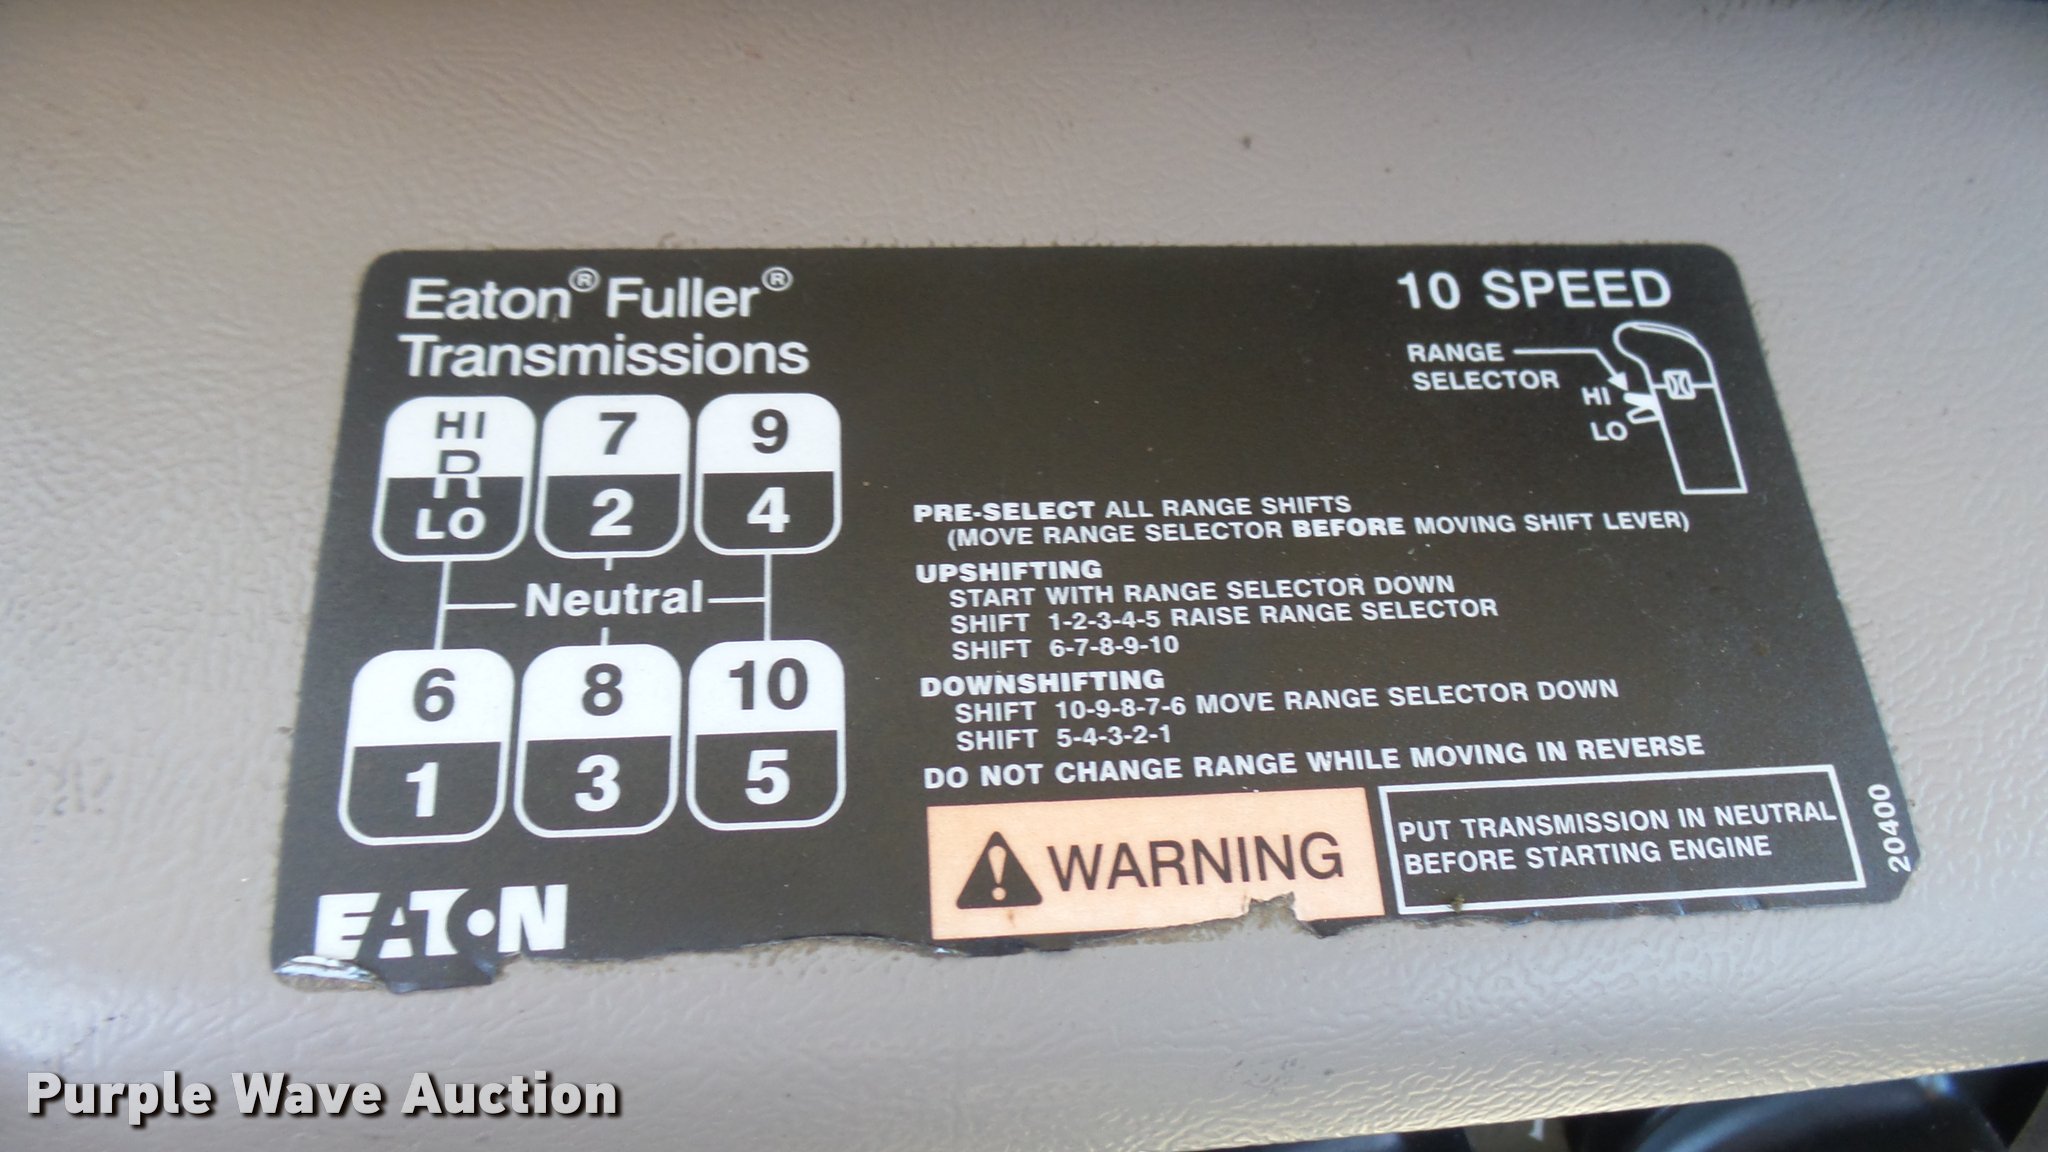 Eaton® Fuller®
Transmissions
10 SPEED
RANGE
SELECTOR
HI
LO
HI
R
LO
7
2
9
4
Neutral
6
1
8
3
10
5
PRE-SELECT ALL RANGE SHIFTS
(MOVE RANGE SELECTOR BEFORE MOVING SHIFT LEVER)
UPSHIFTING
START WITH RANGE SELECTOR DOWN
SHIFT 1-2-3-4-5 RAISE RANGE SELECTOR
SHIFT 6-7-8-9-10
DOWNSHIFTING
SHIFT 10-9-8-7-6 MOVE RANGE SELECTOR DOWN
SHIFT 5-4-3-2-1
DO NOT CHANGE RANGE WHILE MOVING IN REVERSE
WARNING
PUT TRANSMISSION IN NEUTRAL
BEFORE STARTING ENGINE
20400
EATON
Purple Wave Auction